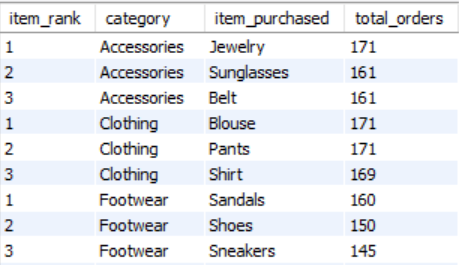 item_rank category item_purchased total_orders
1 Accessories Jewelry 171
2 Accessories Sunglasses 161
3 Accessories Belt 161
1 Clothing Blouse 171
2 Clothing Pants 171
3 Clothing Shirt 169
1 Footwear Sandals 160
2 Footwear Shoes 150
3 Footwear Sneakers 145